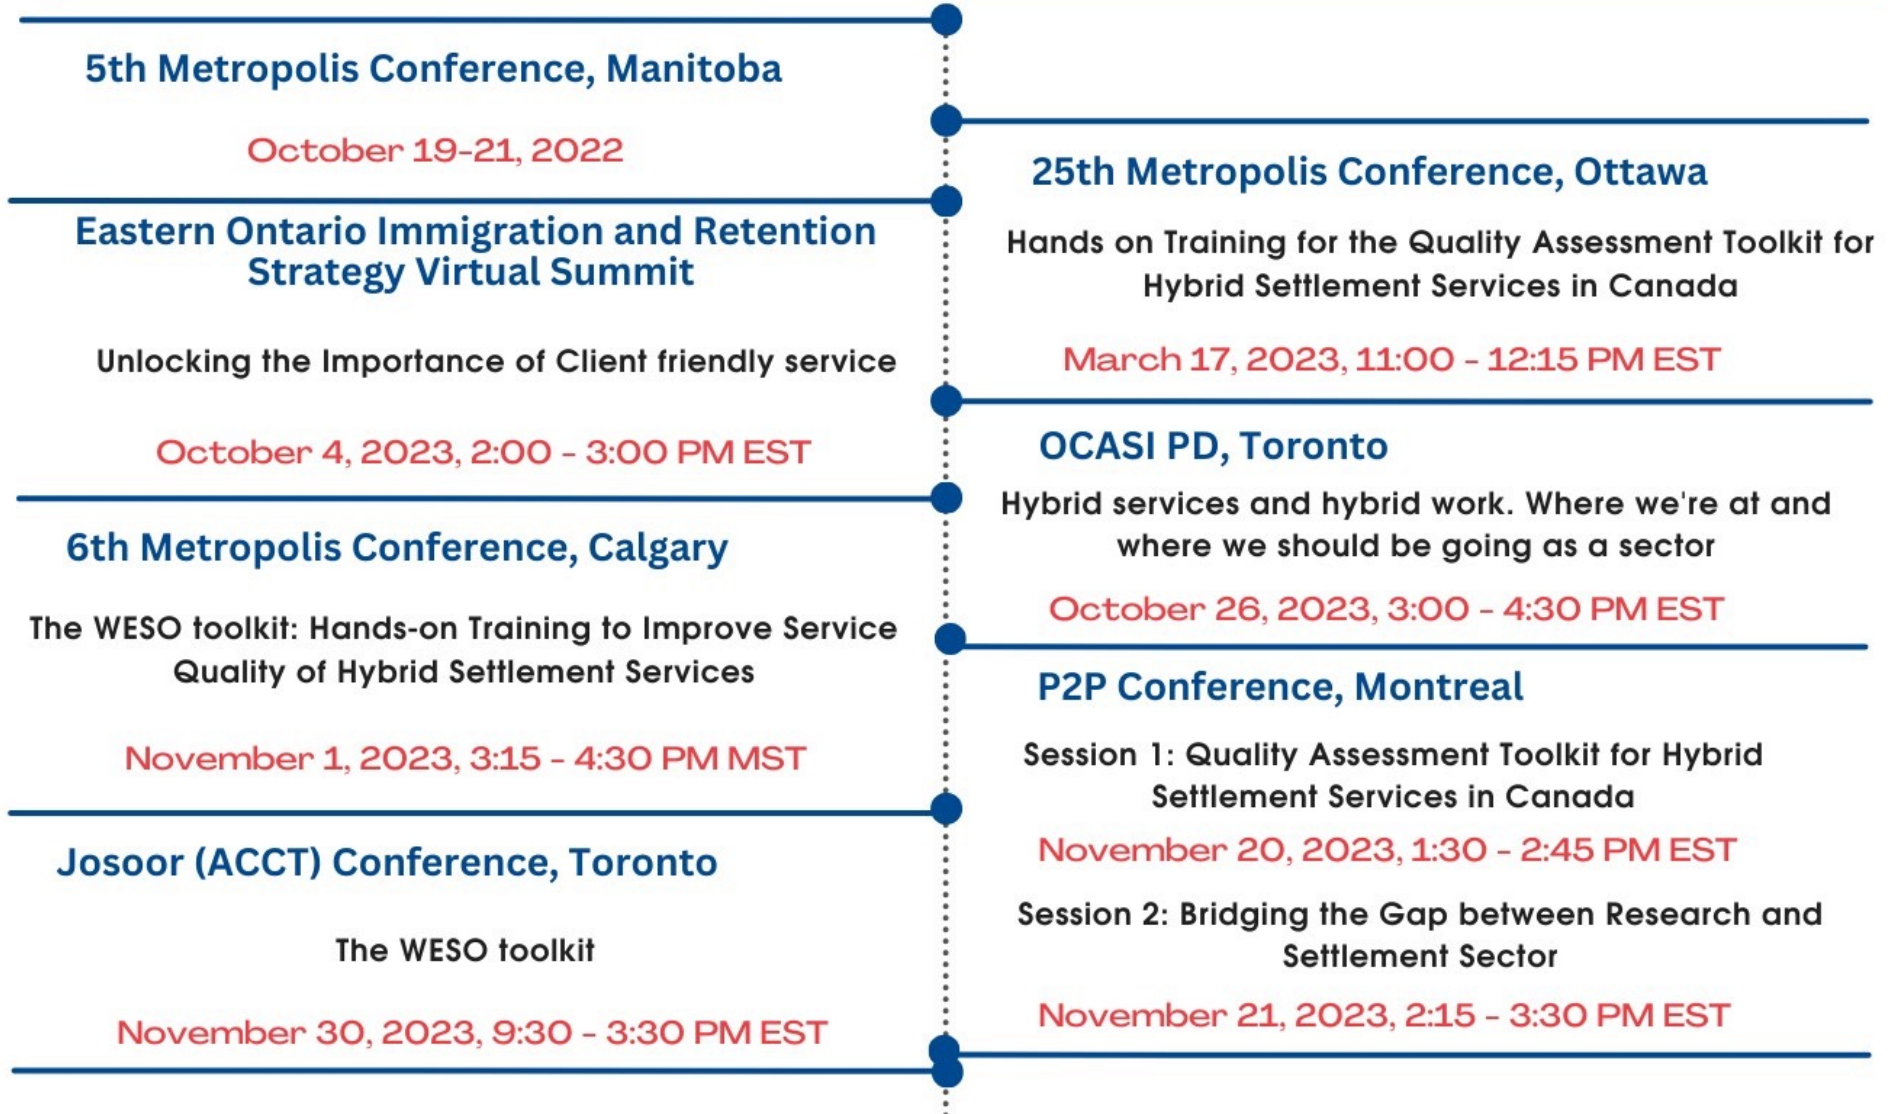 5th Metropolis Conference, Manitoba
October 19-21, 2022
25th Metropolis Conference, Ottawa
Hands on Training for the Quality Assessment Toolkit for
Hybrid Settlement Services in Canada
March 17, 2023, 11:00 - 12:15 PM EST
Eastern Ontario Immigration and Retention
Strategy Virtual Summit
Unlocking the Importance of Client friendly service
October 4, 2023, 2:00 - 3:00 PM EST
OCASI PD, Toronto
Hybrid services and hybrid work. Where we're at and
where we should be going as a sector
October 26, 2023, 3:00 - 4:30 PM EST
6th Metropolis Conference, Calgary
The WESO toolkit: Hands-on Training to Improve Service
Quality of Hybrid Settlement Services
November 1, 2023, 3:15 - 4:30 PM MST
P2P Conference, Montreal
Session 1: Quality Assessment Toolkit for Hybrid
Settlement Services in Canada
November 20, 2023, 1:30 - 2:45 PM EST
Session 2: Bridging the Gap between Research and
Settlement Sector
November 21, 2023, 2:15 - 3:30 PM EST
Josoor (ACCT) Conference, Toronto
The WESO toolkit
November 30, 2023, 9:30 - 3:30 PM EST